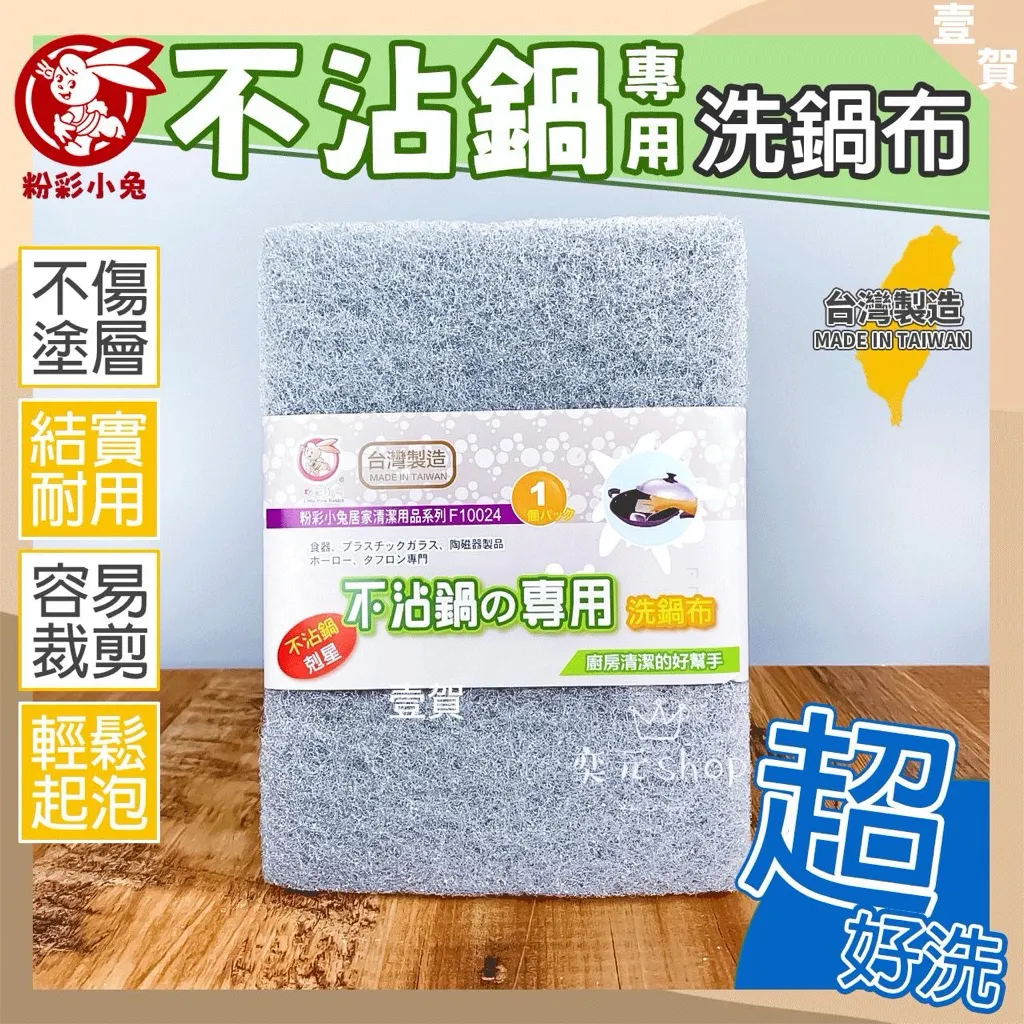 壹賀
粉彩小兔
不沾鍋專用洗鍋布
不傷
塗層
結實
耐用
容易
裁剪
輕鬆
起泡
台灣製造
MADE IN TAIWAN
台灣製造
MADE IN TAIWAN
1
個パック
粉彩小兔居家清潔用品系列 F10024
食器、プラスチックガラス、陶磁器製品
ホーロー、タフロン專門
不沾鍋の專用 洗鍋布
不沾鍋
剋星
廚房清潔的好幫手
壹賀
奕元shop
超
好洗